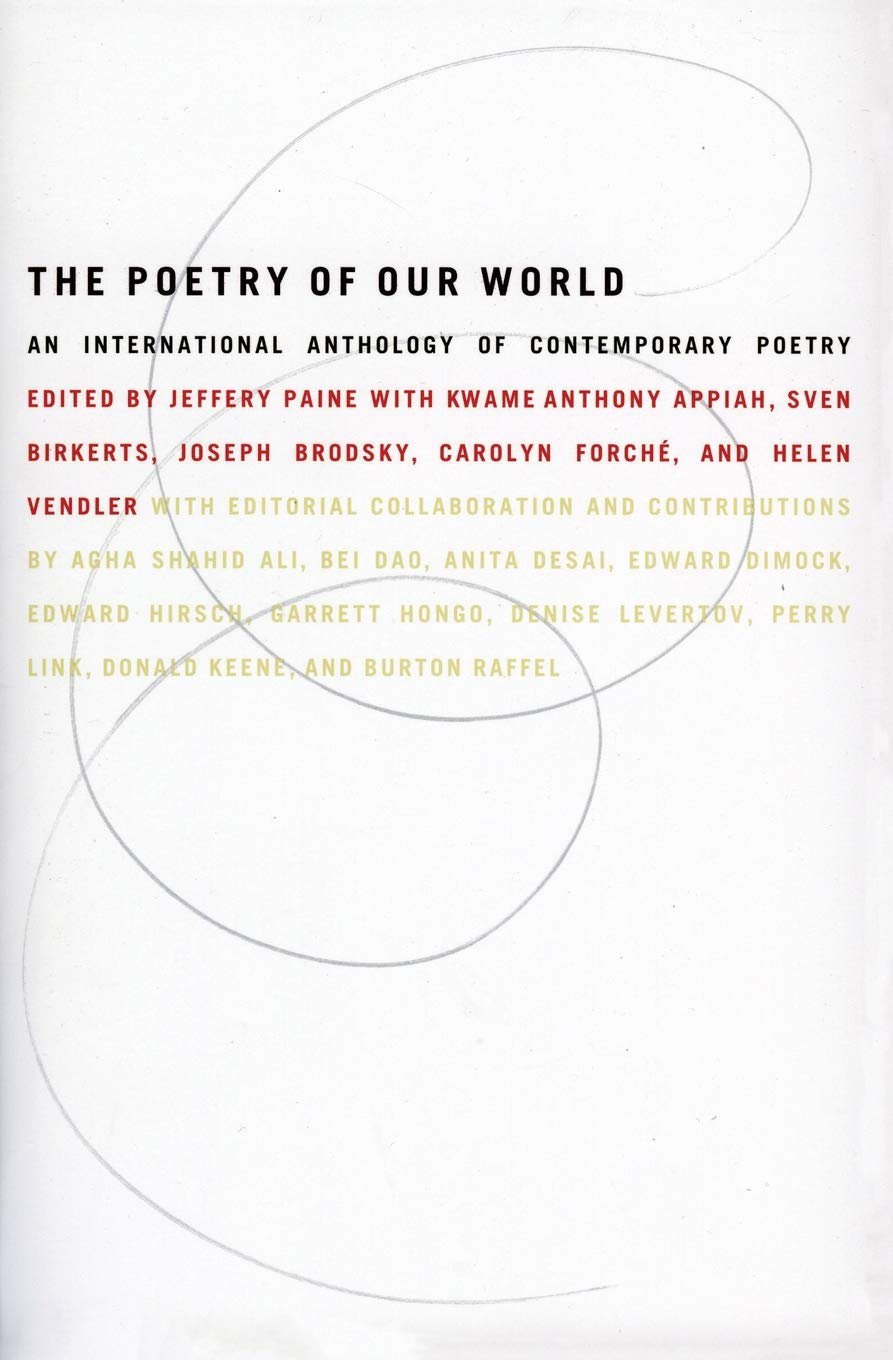 THE POETRY OF OUR WORLD
AN INTERNATIONAL ANTHOLOGY OF CONTEMPORARY POETRY
EDITED BY JEFFERY PAINE WITH KWAME ANTHONY APPIAH, SVEN
BIRKERTS, JOSEPH BRODSKY, CAROLYN FORCHÉ, AND HELEN
VENDLER WITH EDITORIAL COLLABORATION AND CONTRIBUTIONS
BY AGHA SHAHID ALI, BEI DAO, ANITA DESAI, EDWARD DIMOCK,
EDWARD HIRSCH, GARRETT HONGO, DENISE LEVERTOV, PERRY
LINK, DONALD KEENE, AND BURTON RAFFEL